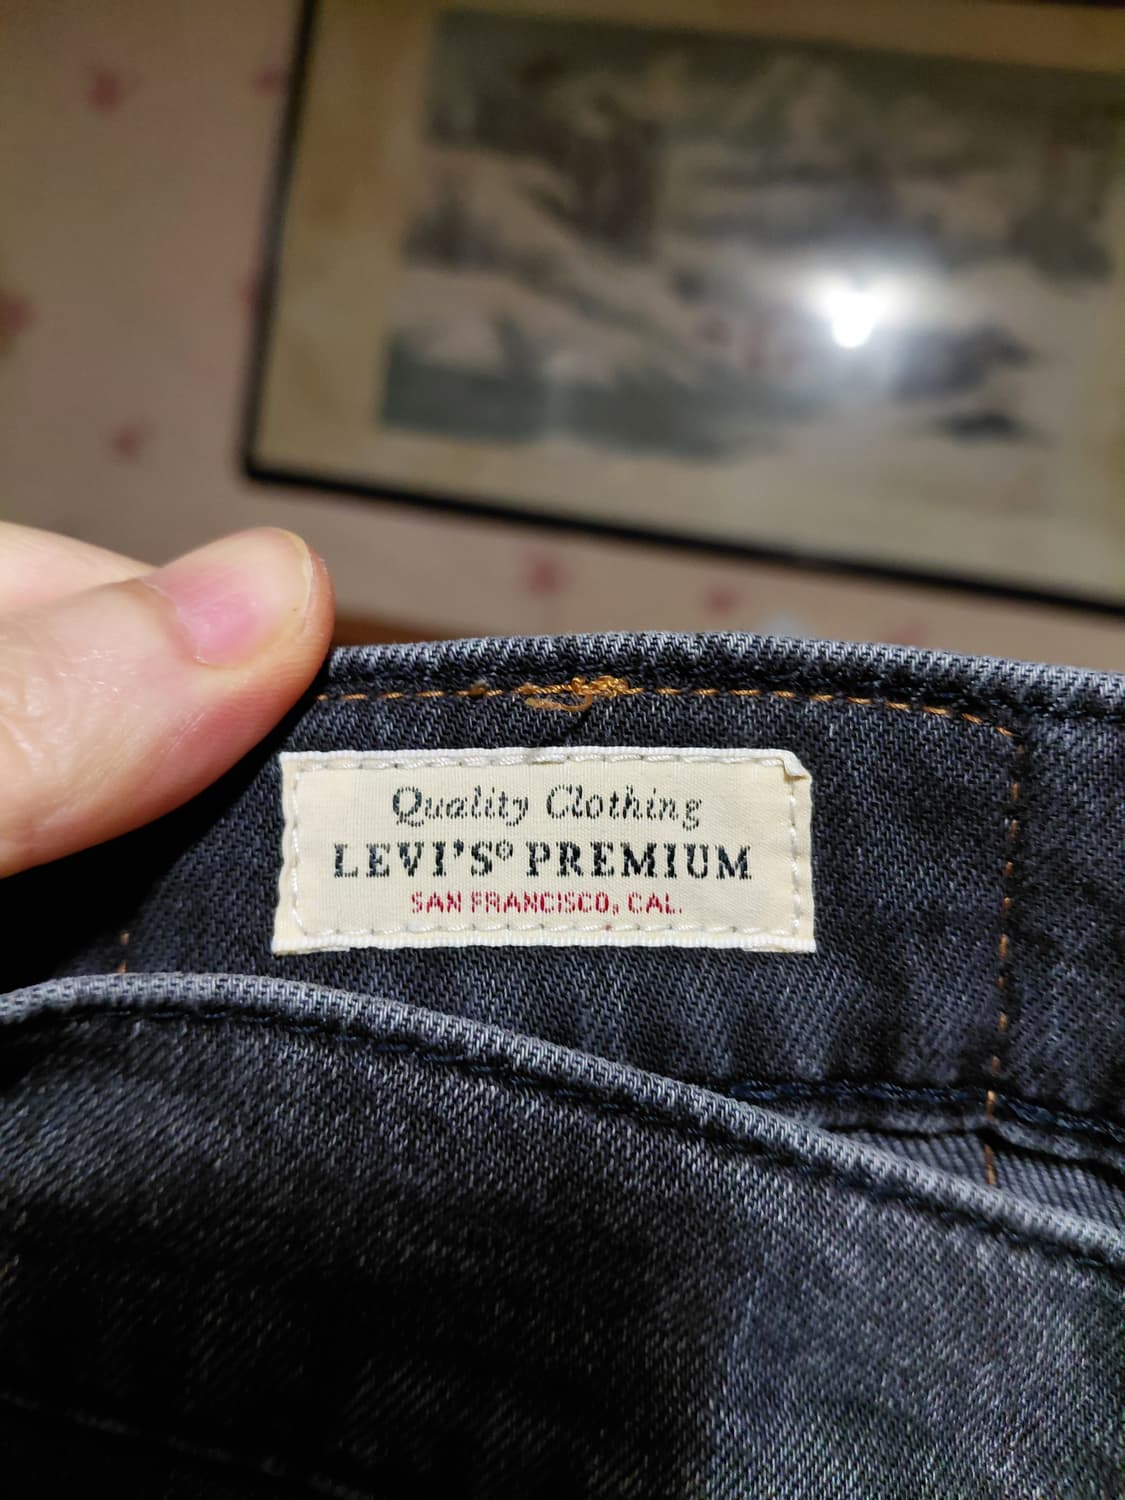 Quality Clothing
LEVI'S® PREMIUM
SAN FRANCISCO, CAL.